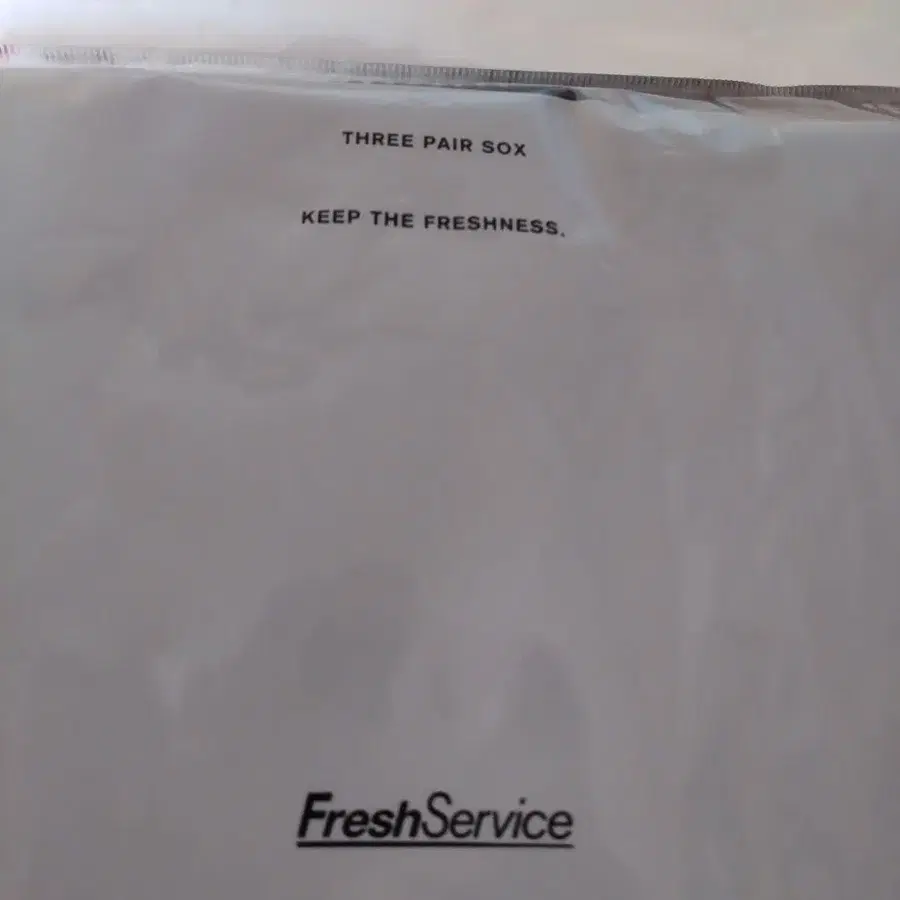 THREE PAIR SOX
KEEP THE FRESHNESS.
FreshService